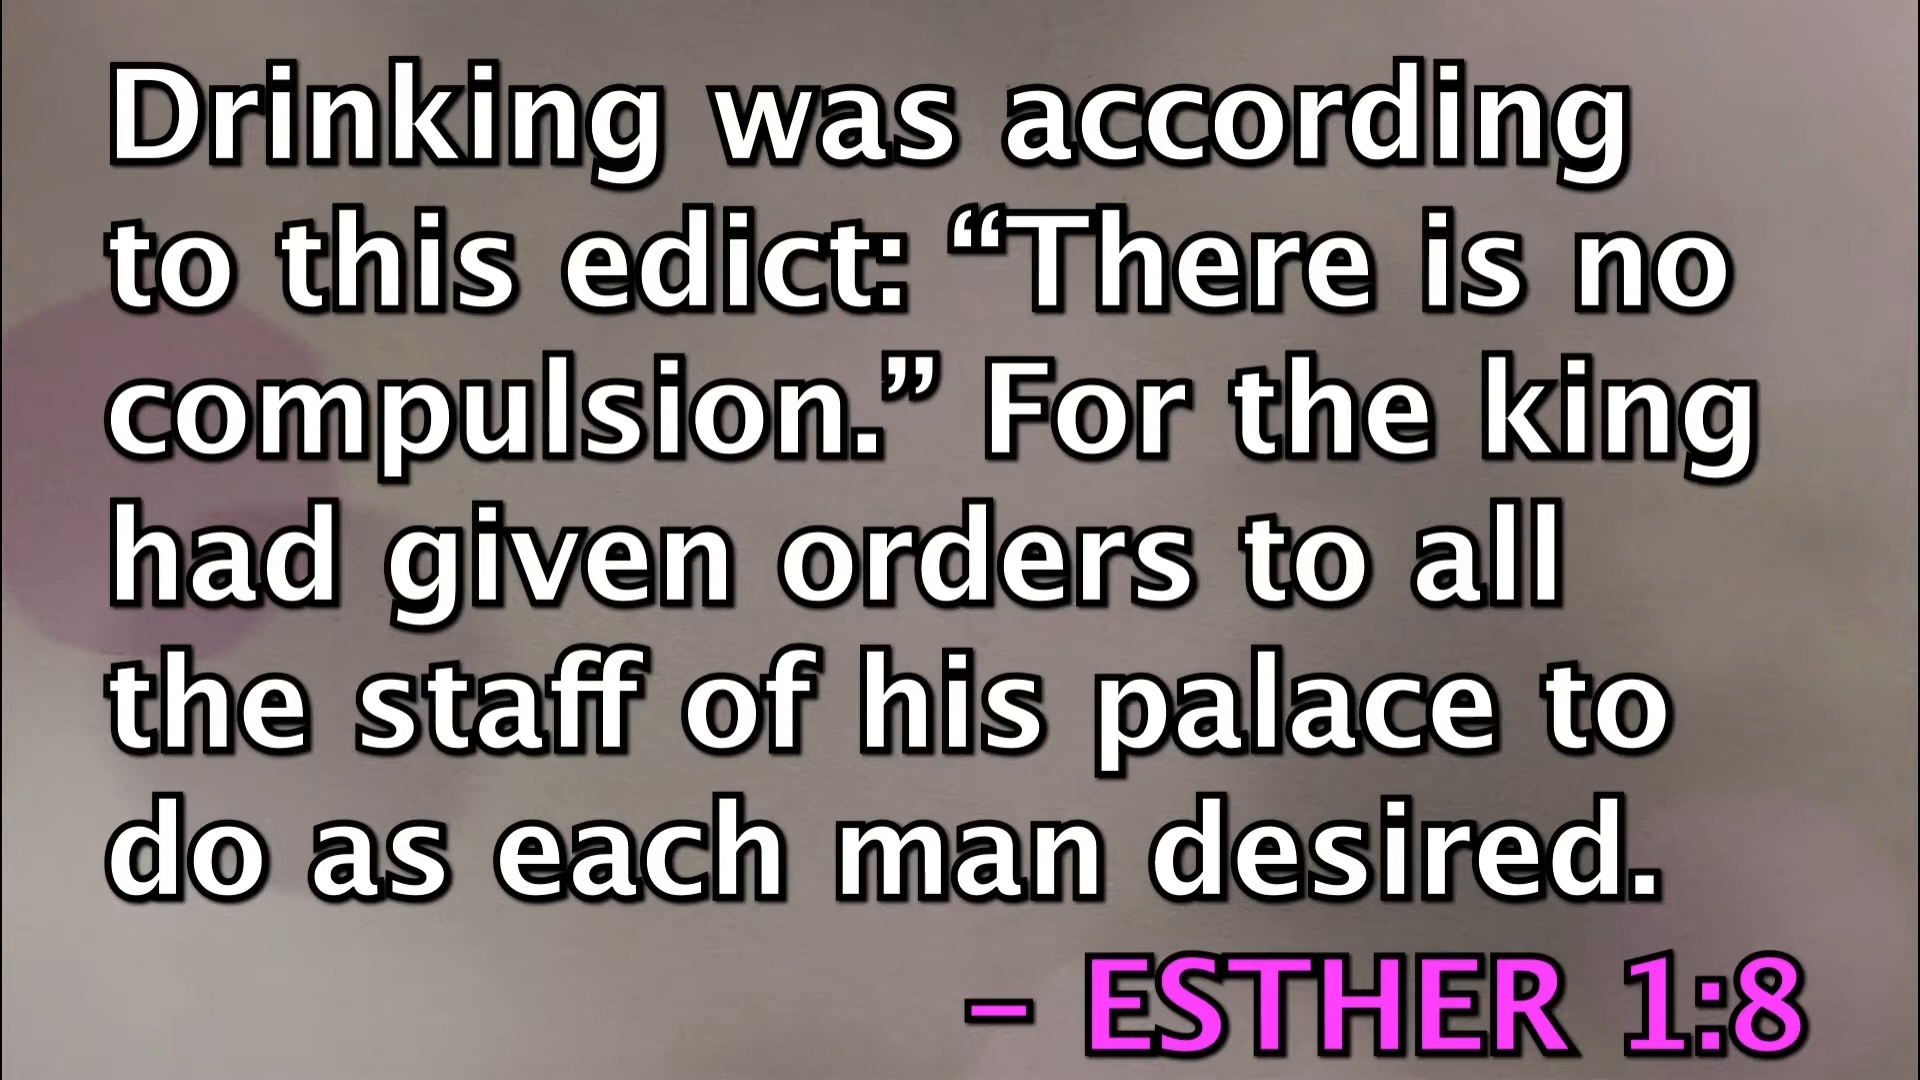 Drinking was according
to this edict: “There is no
compulsion.” For the king
had given orders to all
the staff of his palace to
do as each man desired.
– ESTHER 1:8